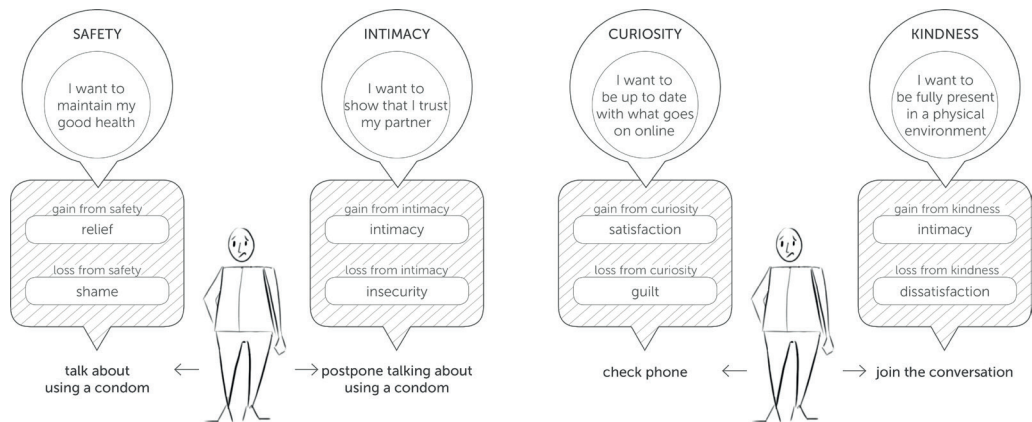 SAFETY
I want to
maintain my
good health
gain from safety
relief
loss from safety
shame
talk about
using a condom
INTIMACY
I want to
show that I trust
my partner
gain from intimacy
intimacy
loss from intimacy
insecurity
postpone talking about
using a condom
CURIOSITY
I want to
be up to date
with what goes
on online
gain from curiosity
satisfaction
loss from curiosity
guilt
check phone
KINDNESS
I want to
be fully present
in a physical
environment
gain from kindness
intimacy
loss from kindness
dissatisfaction
join the conversation